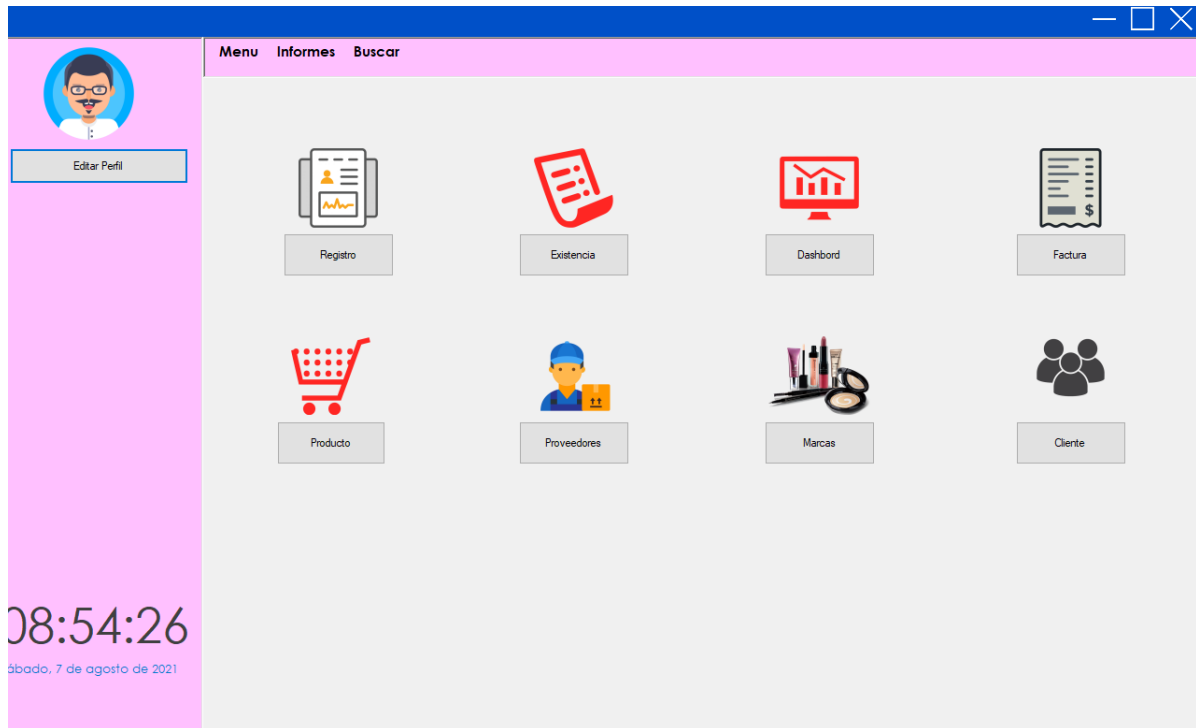 Menu Informes Buscar
Editar Perfil
Registro Existencia Dashbord Factura
$
Producto Proveedores Marcas Cliente
08:54:26
ábado, 7 de agosto de 2021